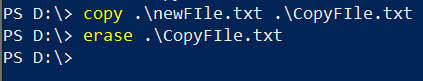 PS D:\> copy .\newFIle.txt .\CopyFIle.txt
PS D:\> erase .\CopyFIle.txt
PS D:\>